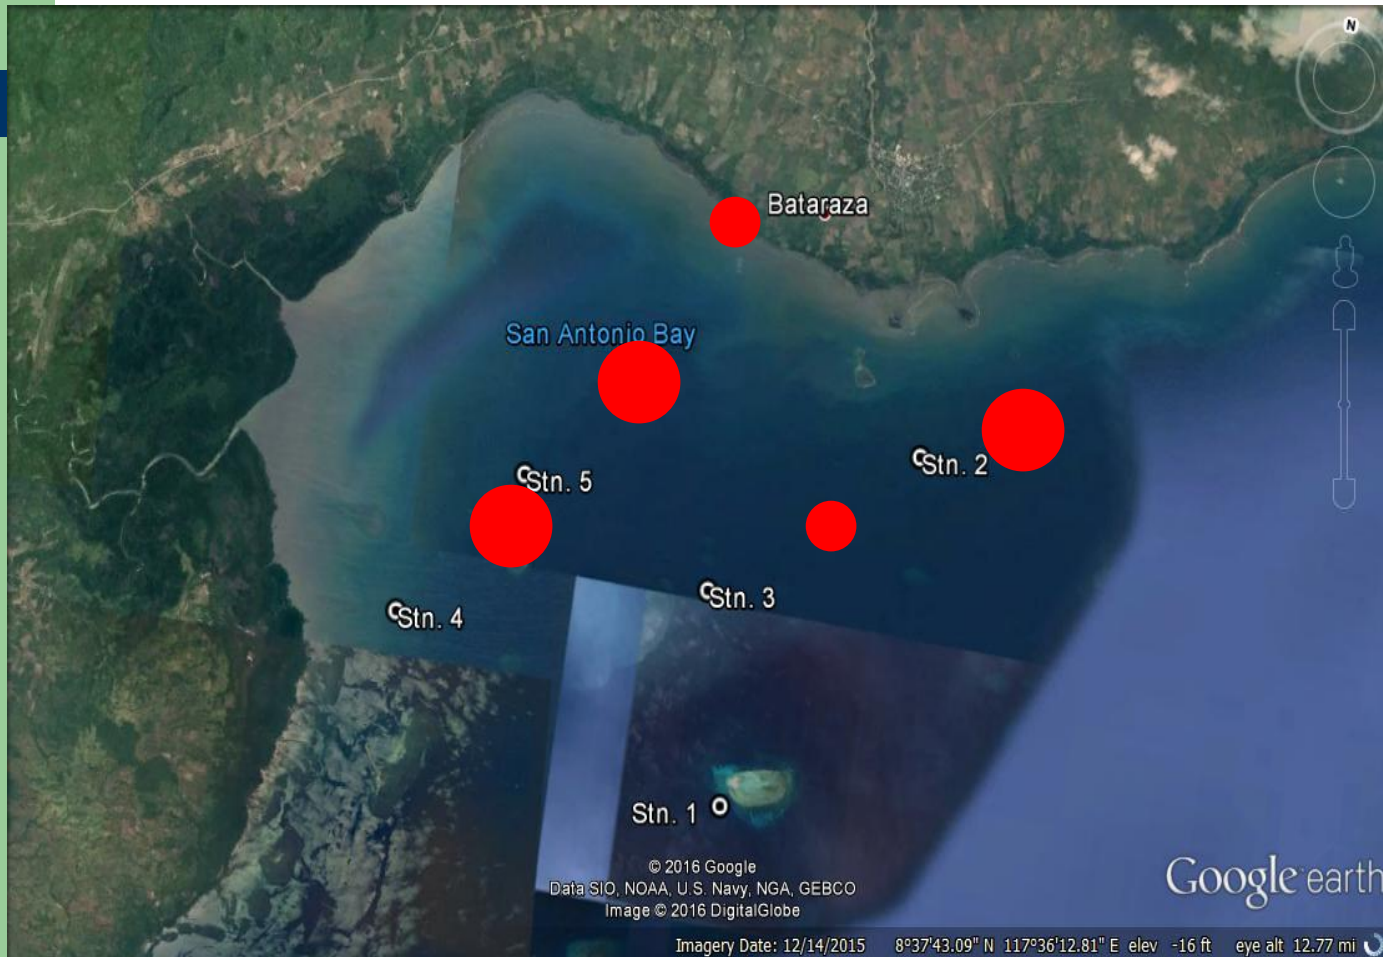 N
Bataraza
San Antonio Bay
Stn. 2
Stn. 5
Stn. 3
Stn. 4
Stn. 1
© 2016 Google
Data SIO, NOAA, U.S. Navy, NGA, GEBCO
Image © 2016 DigitalGlobe
Google earth
Imagery Date: 12/14/2015 8°37'43.09" N 117°36'12.81" E elev -16 ft eye alt 12.77 mi